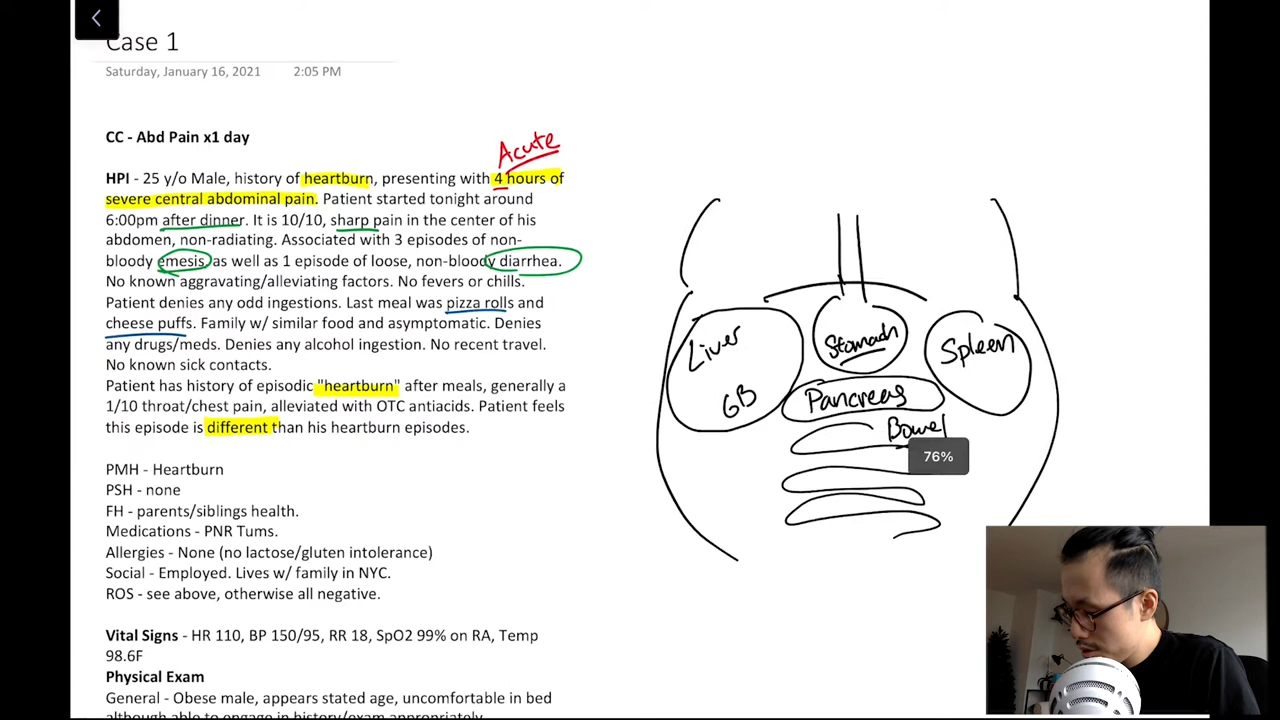 Case 1
Saturday, January 16, 2021 2:05 PM
CC - Abd Pain x1 day
Acute
HPI - 25 y/o Male, history of heartburn, presenting with 4 hours of
severe central abdominal pain. Patient started tonight around
6:00pm after dinner. It is 10/10, sharp pain in the center of his
abdomen, non-radiating. Associated with 3 episodes of non-
bloody emesis, as well as 1 episode of loose, non-bloody diarrhea.
No known aggravating/alleviating factors. No fevers or chills.
Patient denies any odd ingestions. Last meal was pizza rolls and
cheese puffs. Family w/ similar food and asymptomatic. Denies
any drugs/meds. Denies any alcohol ingestion. No recent travel.
No known sick contacts.
Patient has history of episodic "heartburn" after meals, generally a
1/10 throat/chest pain, alleviated with OTC antiacids. Patient feels
this episode is different than his heartburn episodes.
PMH - Heartburn
PSH - none
FH - parents/siblings health.
Medications - PNR Tums.
Allergies - None (no lactose/gluten intolerance)
Social - Employed. Lives w/ family in NYC.
ROS - see above, otherwise all negative.
Vital Signs - HR 110, BP 150/95, RR 18, SpO2 99% on RA, Temp
98.6F
Physical Exam
General - Obese male, appears stated age, uncomfortable in bed
although able to engage in history/exam appropriately.
Liver
GB
Stomach
Spleen
Pancreas
Bowel
76%